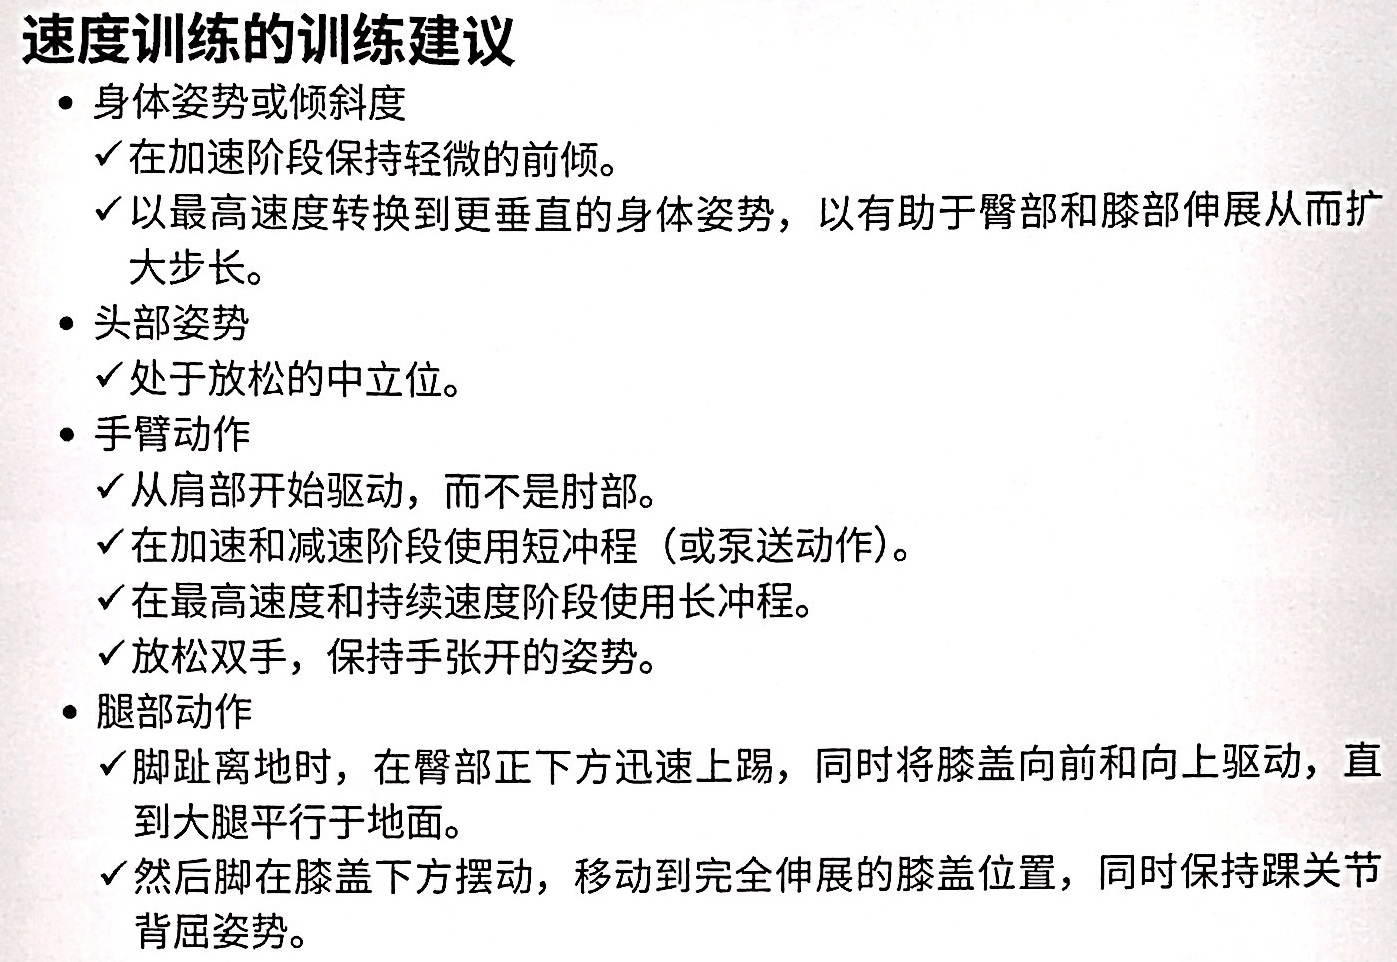 速度训练的训练建议
• 身体姿势或倾斜度
✓在加速阶段保持轻微的前倾。
✓以最高速度转换到更垂直的身体姿势，以有助于臀部和膝部伸展从而扩
大步长。
• 头部姿势
✓处于放松的中立位。
• 手臂动作
✓从肩部开始驱动，而不是肘部。
✓在加速和减速阶段使用短冲程（或泵送动作）。
✓在最高速度和持续速度阶段使用长冲程。
✓放松双手，保持手张开的姿势。
• 腿部动作
✓脚趾离地时，在臀部正下方迅速上踢，同时将膝盖向前和向上驱动，直
到大腿平行于地面。
✓然后脚在膝盖下方摆动，移动到完全伸展的膝盖位置，同时保持踝关节
背屈姿势。